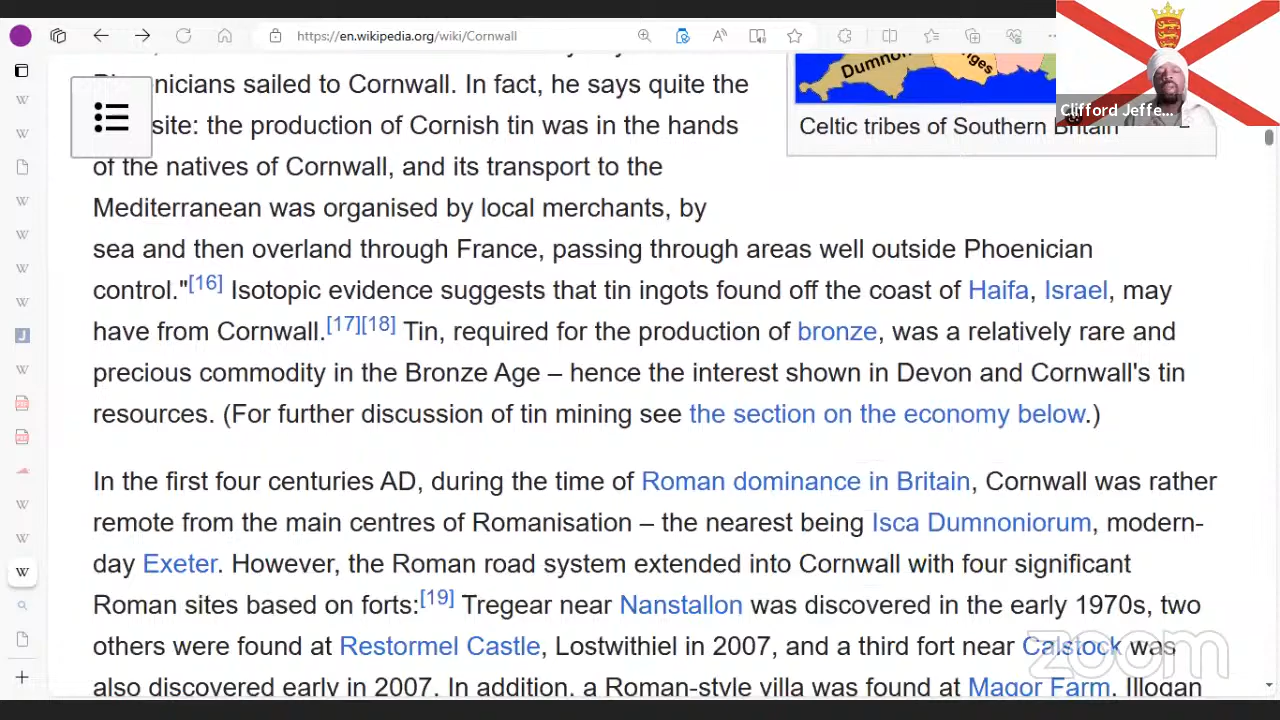 https://en.wikipedia.org/wiki/Cornwall
Clifford Jeffe...
nicians sailed to Cornwall. In fact, he says quite the
site: the production of Cornish tin was in the hands
of the natives of Cornwall, and its transport to the
Mediterranean was organised by local merchants, by
sea and then overland through France, passing through areas well outside Phoenician
control."[16] Isotopic evidence suggests that tin ingots found off the coast of Haifa, Israel, may
have from Cornwall.[17][18] Tin, required for the production of bronze, was a relatively rare and
precious commodity in the Bronze Age – hence the interest shown in Devon and Cornwall's tin
resources. (For further discussion of tin mining see the section on the economy below.)
Dumnon
nges
Celtic tribes of Southern Britain
In the first four centuries AD, during the time of Roman dominance in Britain, Cornwall was rather
remote from the main centres of Romanisation – the nearest being Isca Dumnoniorum, modern-
day Exeter. However, the Roman road system extended into Cornwall with four significant
Roman sites based on forts:[19] Tregear near Nanstallon was discovered in the early 1970s, two
others were found at Restormel Castle, Lostwithiel in 2007, and a third fort near Calstock was
also discovered early in 2007. In addition, a Roman-style villa was found at Magor Farm, Illogan
zoom